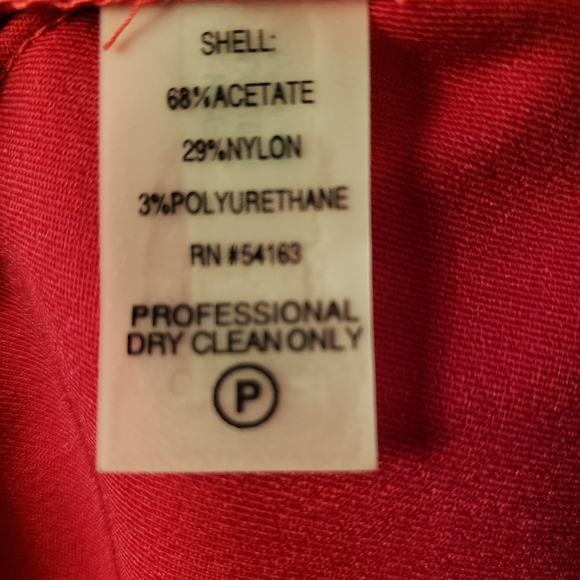 SHELL:
68%ACETATE
29%NYLON
3%POLYURETHANE
RN #54163
PROFESSIONAL
DRY CLEAN ONLY
P